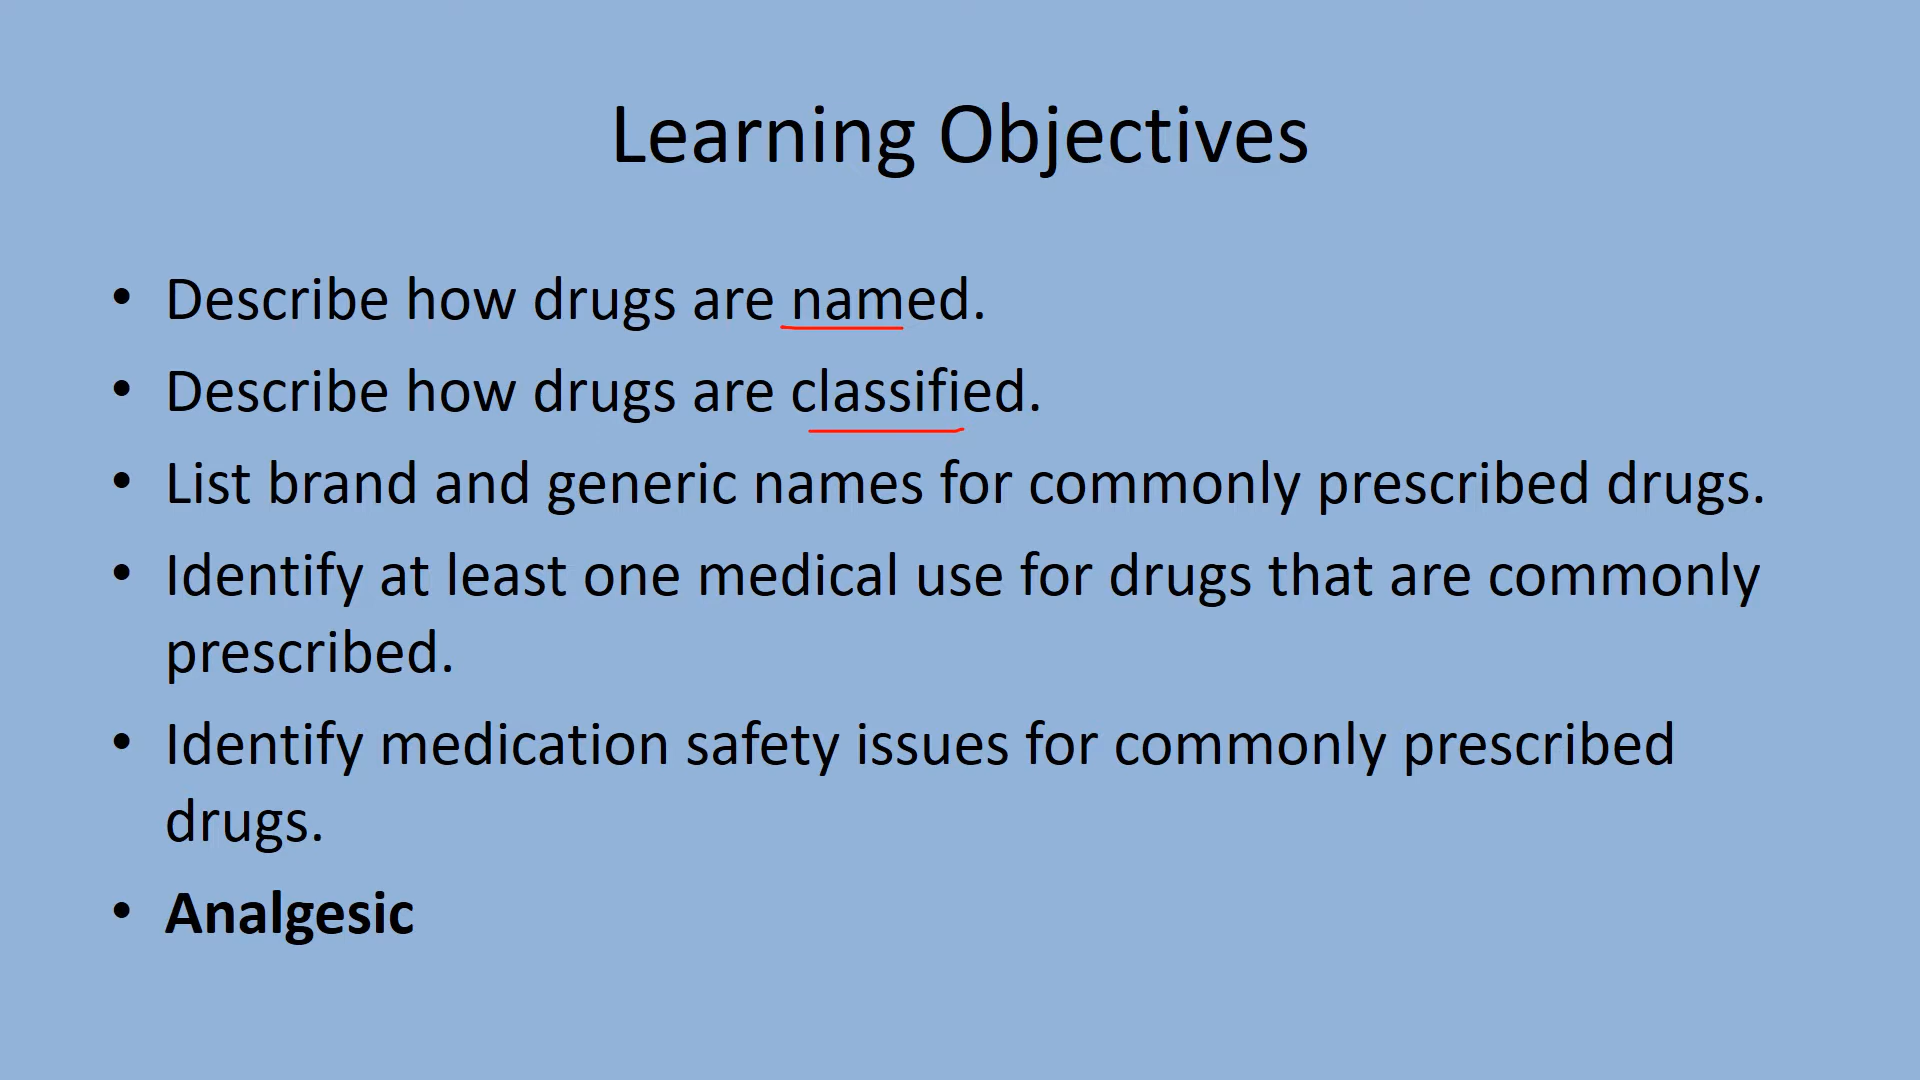 Learning Objectives
• Describe how drugs are named.
• Describe how drugs are classified.
• List brand and generic names for commonly prescribed drugs.
• Identify at least one medical use for drugs that are commonly
prescribed.
• Identify medication safety issues for commonly prescribed
drugs.
• Analgesic